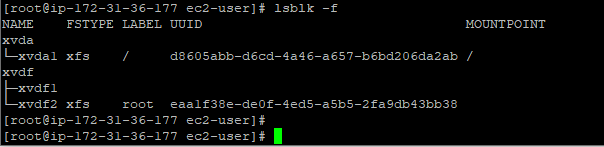 [root@ip-172-31-36-177 ec2-user]# lsblk -f
NAME    FSTYPE LABEL UUID                                 MOUNTPOINT
xvda
└─xvda1 xfs    /     d8605abb-d6cd-4a46-a657-b6bd206da2ab /
xvdf
├─xvdf1
└─xvdf2 xfs    root  eaa1f38e-de0f-4ed5-a5b5-2fa9db43bb38
[root@ip-172-31-36-177 ec2-user]#
[root@ip-172-31-36-177 ec2-user]#